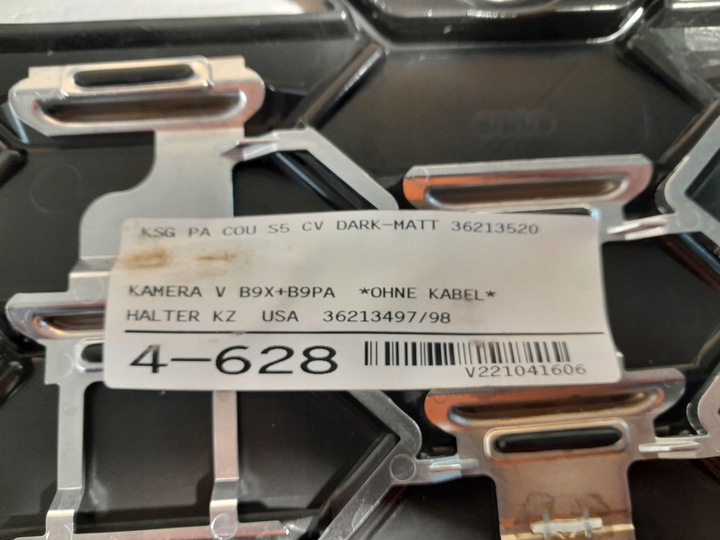 KSG PA COU S5 CV DARK-MATT 36213520
KAMERA V B9X+B9PA *OHNE KABEL*
HALTER KZ USA 36213497/98
4-628
V221041606